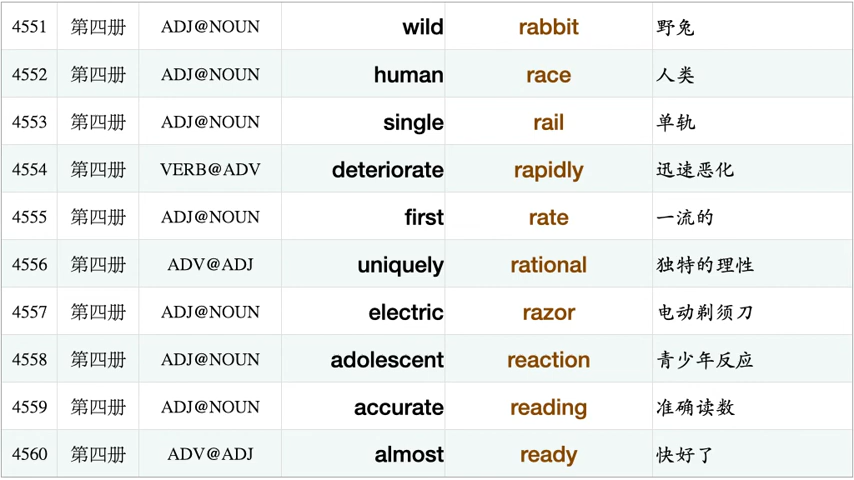 4551 第四册 ADJ@NOUN wild rabbit 野兔
4552 第四册 ADJ@NOUN human race 人类
4553 第四册 ADJ@NOUN single rail 单轨
4554 第四册 VERB@ADV deteriorate rapidly 迅速恶化
4555 第四册 ADJ@NOUN first rate 一流的
4556 第四册 ADV@ADJ uniquely rational 独特的理性
4557 第四册 ADJ@NOUN electric razor 电动剃须刀
4558 第四册 ADJ@NOUN adolescent reaction 青少年反应
4559 第四册 ADJ@NOUN accurate reading 准确读数
4560 第四册 ADV@ADJ almost ready 快好了